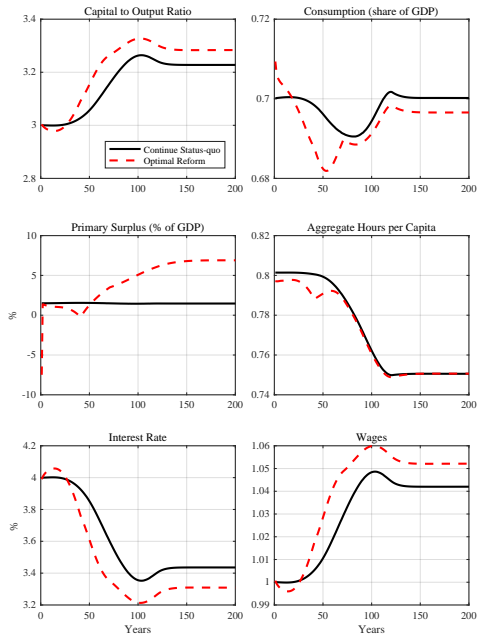 Capital to Output Ratio
3.4
3.2
3
2.8
0 50 100 150 200
Continue Status-quo
Optimal Reform
Consumption (share of GDP)
0.72
0.7
0.68
0 50 100 150 200
Primary Surplus (% of GDP)
%
10
5
0
-5
-10
0 50 100 150 200
Aggregate Hours per Capita
0.82
0.8
0.78
0.76
0.74
0 50 100 150 200
Interest Rate
%
4.2
4
3.8
3.6
3.4
3.2
0 50 100 150 200
Years
Wages
1.06
1.05
1.04
1.03
1.02
1.01
1.00
0.99
0 50 100 150 200
Years